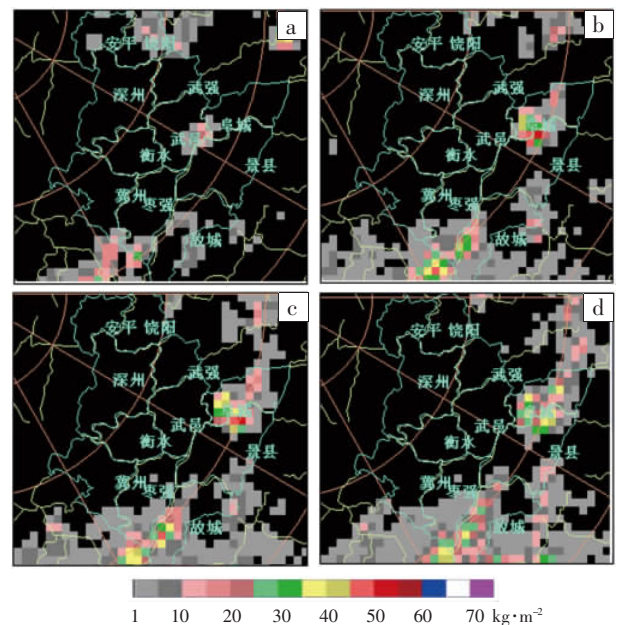 a
安平 饶阳
深州
武强
武邑
阜城
衡水
景县
冀州
枣强
故城
b
安平 饶阳
深州
武强
武邑
衡水
景县
冀州
枣强
故城
c
安平 饶阳
深州
武强
武邑
衡水
景县
冀州
枣强
故城
d
安平 饶阳
深州
武强
武邑
衡水
景县
冀州
枣强
故城
1 10 20 30 40 50 60 70 kg·m⁻²